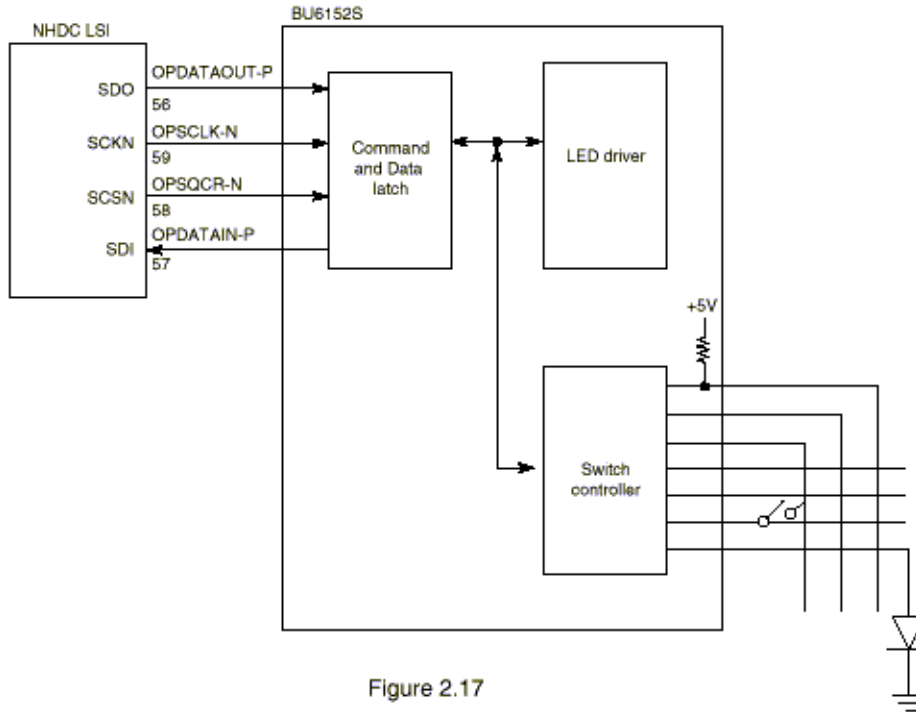 BU6152S
NHDC LSI
SDO
OPDATAOUT-P
56
SCKN
OPSCLK-N
59
SCSN
OPSQCR-N
58
SDI
OPDATAIN-P
57
Command
and Data
latch
LED driver
+5V
Switch
controller
Figure 2.17